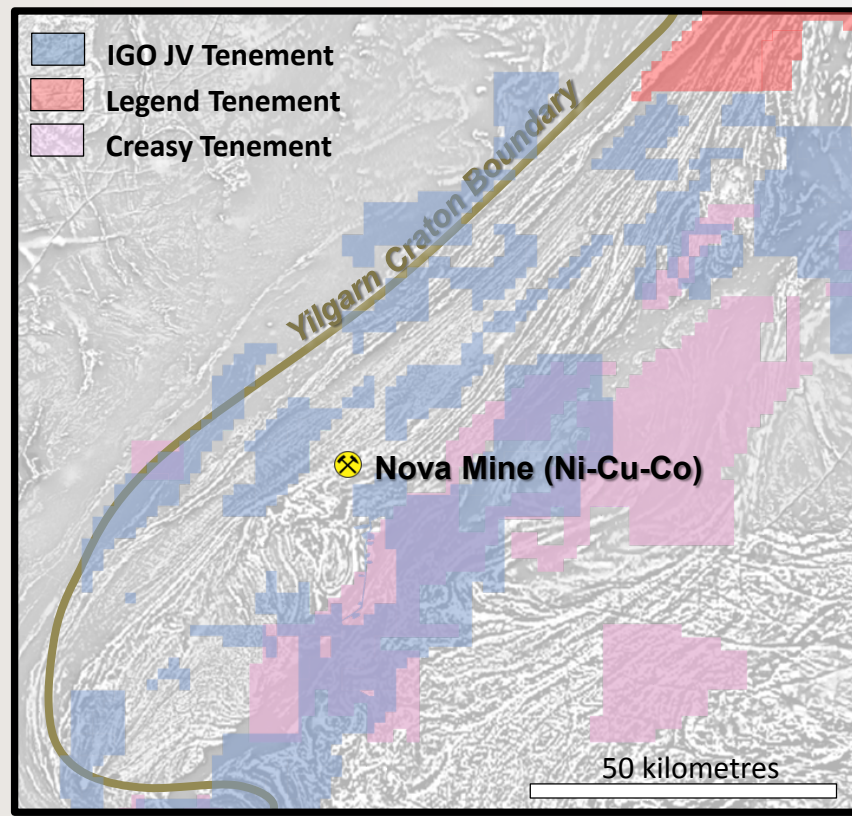 IGO JV Tenement
Legend Tenement
Creasy Tenement
Yilgarn Craton Boundary
Nova Mine (Ni-Cu-Co)
50 kilometres